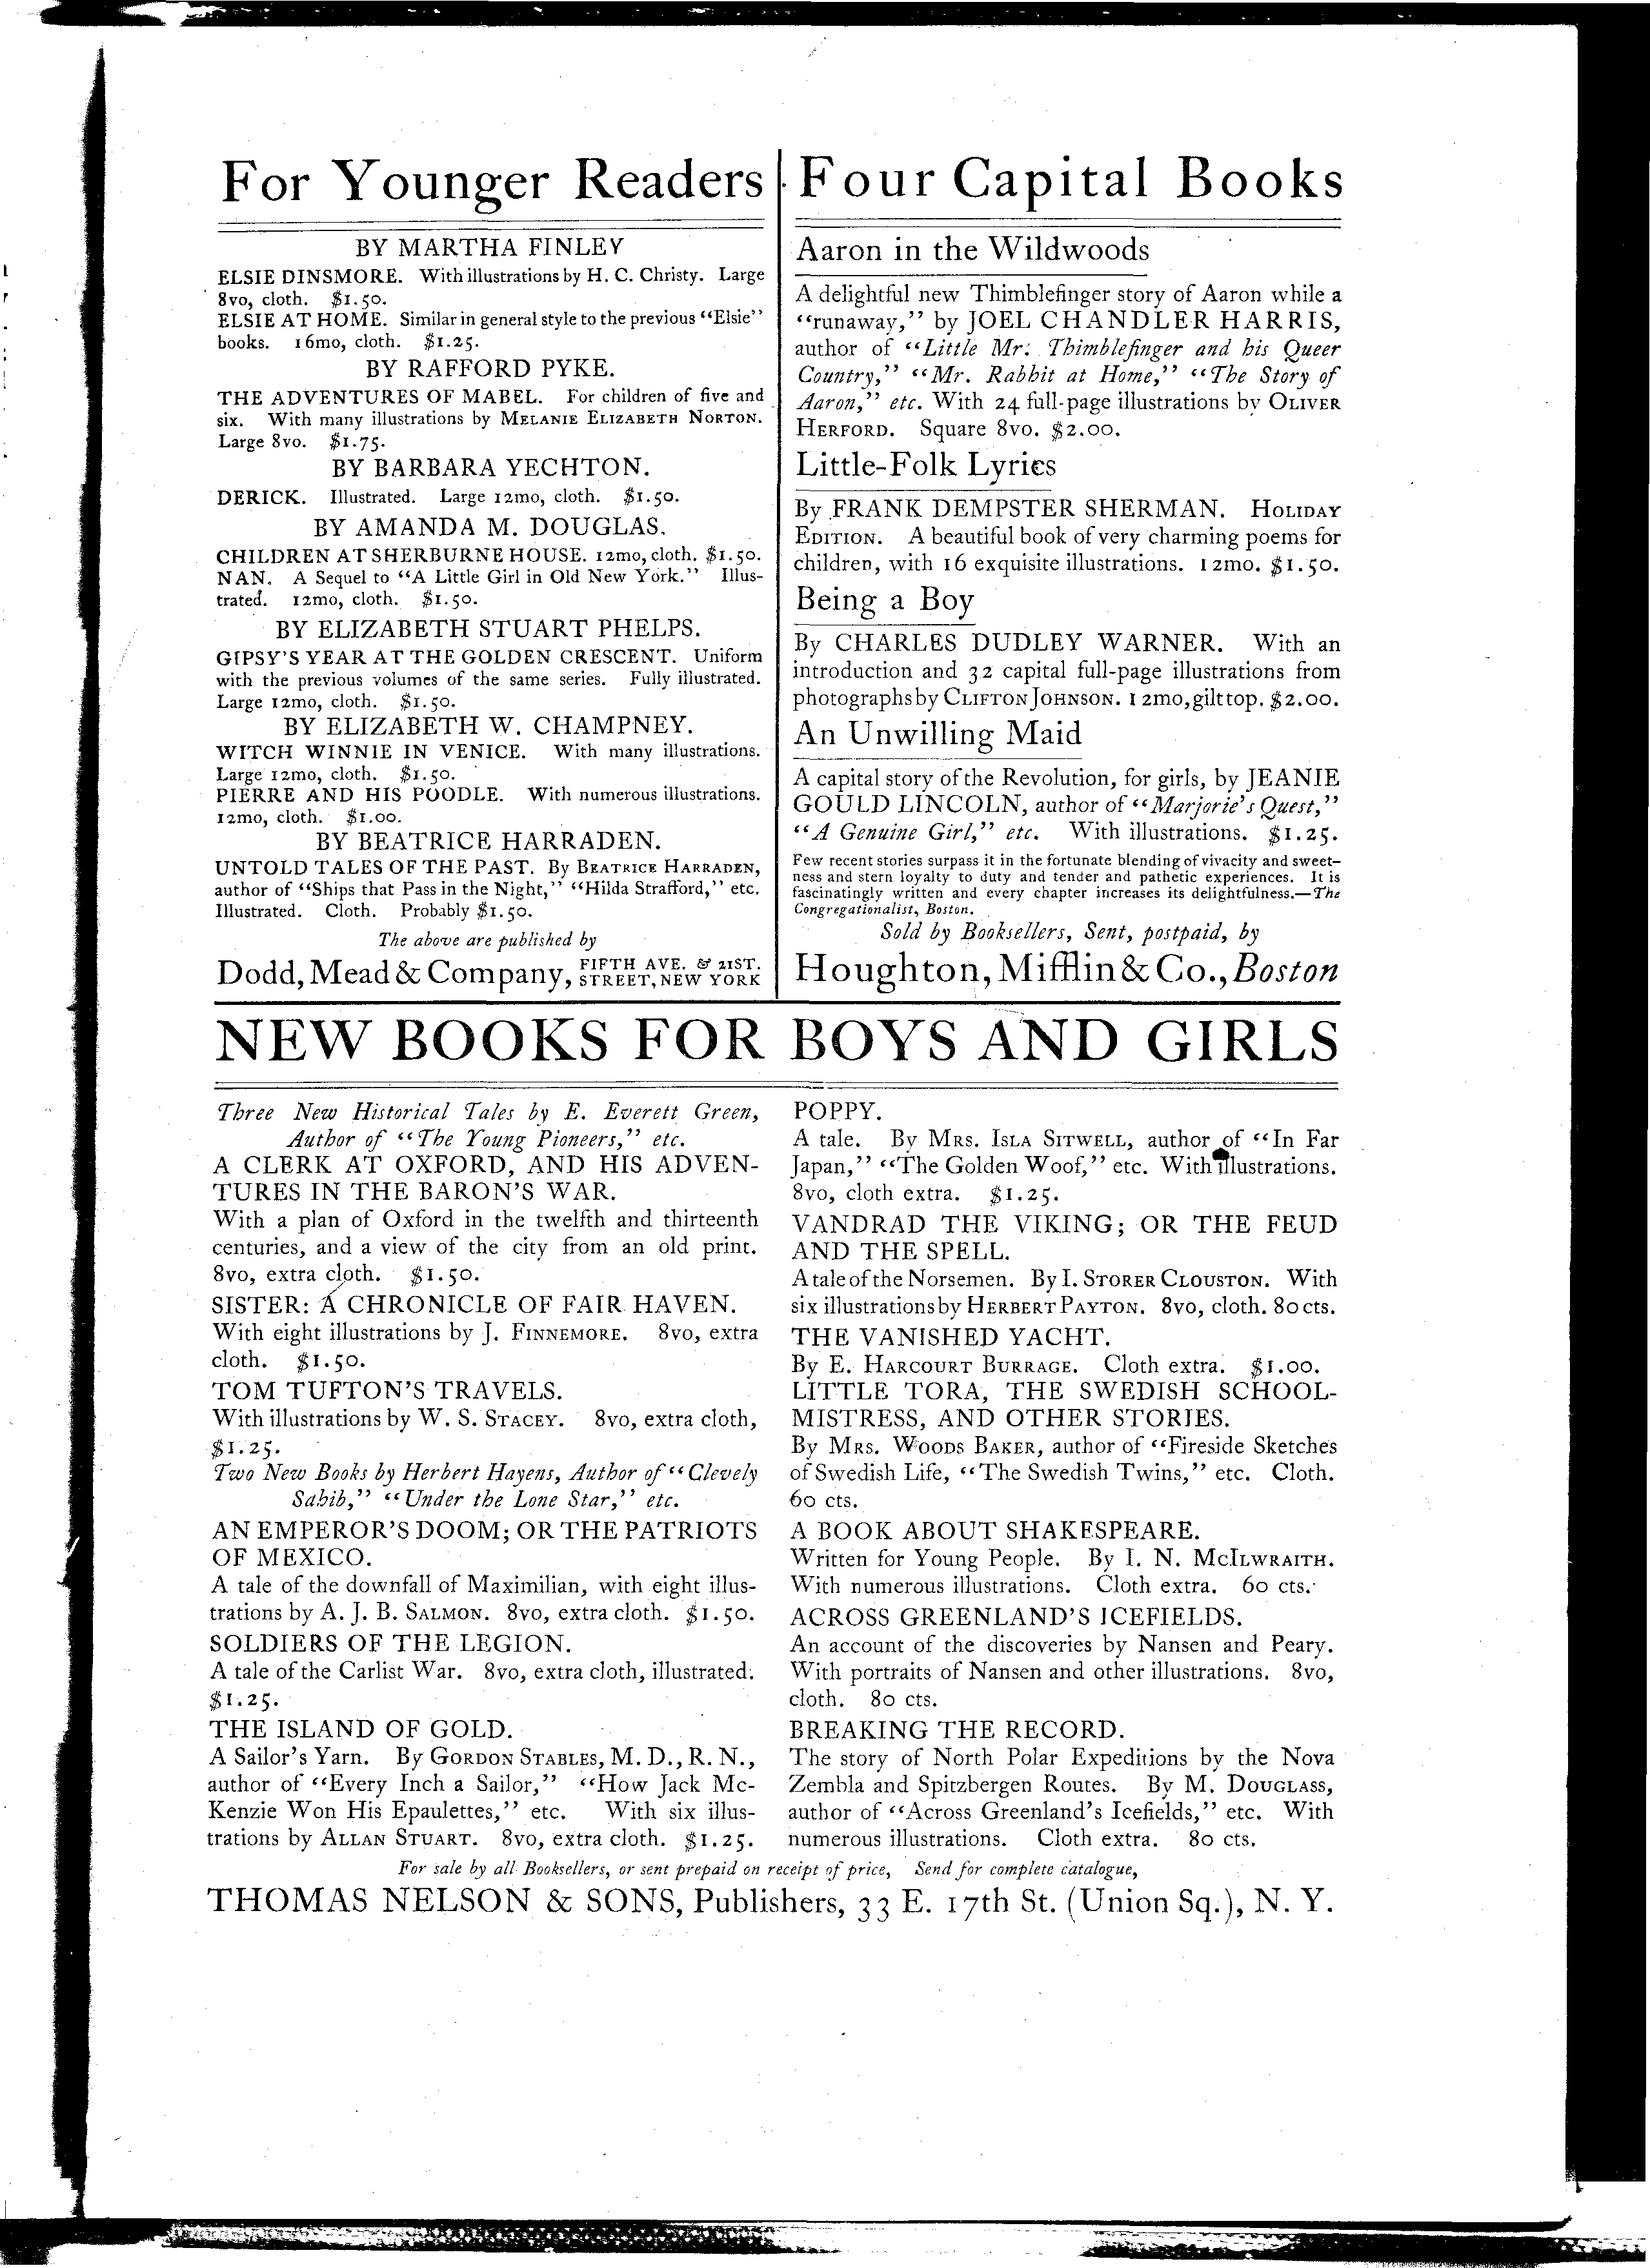 For Younger Readers
BY MARTHA FINLEY
ELSIE DINSMORE. With illustrations by H. C. Christy. Large
8vo, cloth. $1.50.
ELSIE AT HOME. Similar in general style to the previous “Elsie”
books. 16mo, cloth. $1.25.
BY RAFFORD PYKE.
THE ADVENTURES OF MABEL. For children of five and
six. With many illustrations by MELANIE ELIZABETH NORTON.
Large 8vo. $1.75.
BY BARBARA YECHTON.
DERICK. Illustrated. Large 12mo, cloth. $1.50.
BY AMANDA M. DOUGLAS.
CHILDREN AT SHERBURNE HOUSE. 12mo, cloth. $1.50.
NAN. A Sequel to “A Little Girl in Old New York.” Illus-
trated. 12mo, cloth. $1.50.
BY ELIZABETH STUART PHELPS.
GIPSY'S YEAR AT THE GOLDEN CRESCENT. Uniform
with the previous volumes of the same series. Fully illustrated.
Large 12mo, cloth. $1.50.
BY ELIZABETH W. CHAMPNEY.
WITCH WINNIE IN VENICE. With many illustrations.
Large 12mo, cloth. $1.50.
PIERRE AND HIS POODLE. With numerous illustrations.
12mo, cloth. $1.00.
BY BEATRICE HARRADEN.
UNTOLD TALES OF THE PAST. By BEATRICE HARRADEN,
author of “Ships that Pass in the Night,” “Hilda Strafford,” etc.
Illustrated. Cloth. Probably $1.50.
The above are published by
Dodd, Mead & Company, FIFTH AVE. & 21ST.
STREET, NEW YORK
Four Capital Books
Aaron in the Wildwoods
A delightful new Thimblefinger story of Aaron while a
“runaway,” by JOEL CHANDLER HARRIS,
author of “Little Mr. Thimblefinger and his Queer
Country,” “Mr. Rabbit at Home,” “The Story of
Aaron,” etc. With 24 full-page illustrations by OLIVER
HERFORD. Square 8vo. $2.00.
Little-Folk Lyrics
By FRANK DEMPSTER SHERMAN. HOLIDAY
EDITION. A beautiful book of very charming poems for
children, with 16 exquisite illustrations. 12mo. $1.50.
Being a Boy
By CHARLES DUDLEY WARNER. With an
introduction and 32 capital full-page illustrations from
photographs by CLIFTON JOHNSON. 12mo, gilt top. $2.00.
An Unwilling Maid
A capital story of the Revolution, for girls, by JEANIE
GOULD LINCOLN, author of “Marjorie's Quest,”
“A Genuine Girl,” etc. With illustrations. $1.25.
Few recent stories surpass it in the fortunate blending of vivacity and sweet-
ness and stern loyalty to duty and tender and pathetic experiences. It is
fascinatingly written and every chapter increases its delightfulness.—The
Congregationalist, Boston.
Sold by Booksellers, Sent, postpaid, by
Houghton, Mifflin & Co., Boston
NEW BOOKS FOR BOYS AND GIRLS
Three New Historical Tales by E. Everett Green,
Author of “The Young Pioneers,” etc.
A CLERK AT OXFORD, AND HIS ADVEN-
TURES IN THE BARON'S WAR.
With a plan of Oxford in the twelfth and thirteenth
centuries, and a view of the city from an old print.
8vo, extra cloth. $1.50.
SISTER: A CHRONICLE OF FAIR HAVEN.
With eight illustrations by J. FINNEMORE. 8vo, extra
cloth. $1.50.
TOM TUFTON'S TRAVELS.
With illustrations by W. S. STACEY. 8vo, extra cloth,
$1.25.
Two New Books by Herbert Hayens, Author of “Clevely
Sahib,” “Under the Lone Star,” etc.
AN EMPEROR'S DOOM; OR THE PATRIOTS
OF MEXICO.
A tale of the downfall of Maximilian, with eight illus-
trations by A. J. B. SALMON. 8vo, extra cloth. $1.50.
SOLDIERS OF THE LEGION.
A tale of the Carlist War. 8vo, extra cloth, illustrated.
$1.25.
THE ISLAND OF GOLD.
A Sailor's Yarn. By GORDON STABLES, M. D., R. N.,
author of “Every Inch a Sailor,” “How Jack Mc-
Kenzie Won His Epaulettes,” etc. With six illus-
trations by ALLAN STUART. 8vo, extra cloth. $1.25.
POPPY.
A tale. By MRS. ISLA SITWELL, author of “In Far
Japan,” “The Golden Woof,” etc. With illustrations.
8vo, cloth extra. $1.25.
VANDRAD THE VIKING; OR THE FEUD
AND THE SPELL.
A tale of the Norsemen. By I. STORER CLOUSTON. With
six illustrations by HERBERT PAYTON. 8vo, cloth. 80 cts.
THE VANISHED YACHT.
By E. HARCOURT BURRAGE. Cloth extra. $1.00.
LITTLE TORA, THE SWEDISH SCHOOL-
MISTRESS, AND OTHER STORIES.
By MRS. WOODS BAKER, author of “Fireside Sketches
of Swedish Life, “The Swedish Twins,” etc. Cloth.
60 cts.
A BOOK ABOUT SHAKESPEARE.
Written for Young People. By I. N. MCILWRAITH.
With numerous illustrations. Cloth extra. 60 cts.
ACROSS GREENLAND'S ICEFIELDS.
An account of the discoveries by Nansen and Peary.
With portraits of Nansen and other illustrations. 8vo,
cloth. 80 cts.
BREAKING THE RECORD.
The story of North Polar Expeditions by the Nova
Zembla and Spitzbergen Routes. By M. DOUGLASS,
author of “Across Greenland's Icefields,” etc. With
numerous illustrations. Cloth extra. 80 cts.
For sale by all Booksellers, or sent prepaid on receipt of price, Send for complete catalogue,
THOMAS NELSON & SONS, Publishers, 33 E. 17th St. (Union Sq.), N. Y.